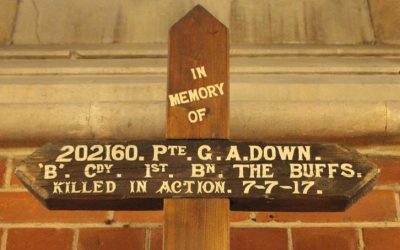 IN
MEMORY
OF
202160. PTE. G. A. DOWN.
'B'. CDY. 1ST. BN. THE BUFFS.
KILLED IN ACTION. 7-7-17.